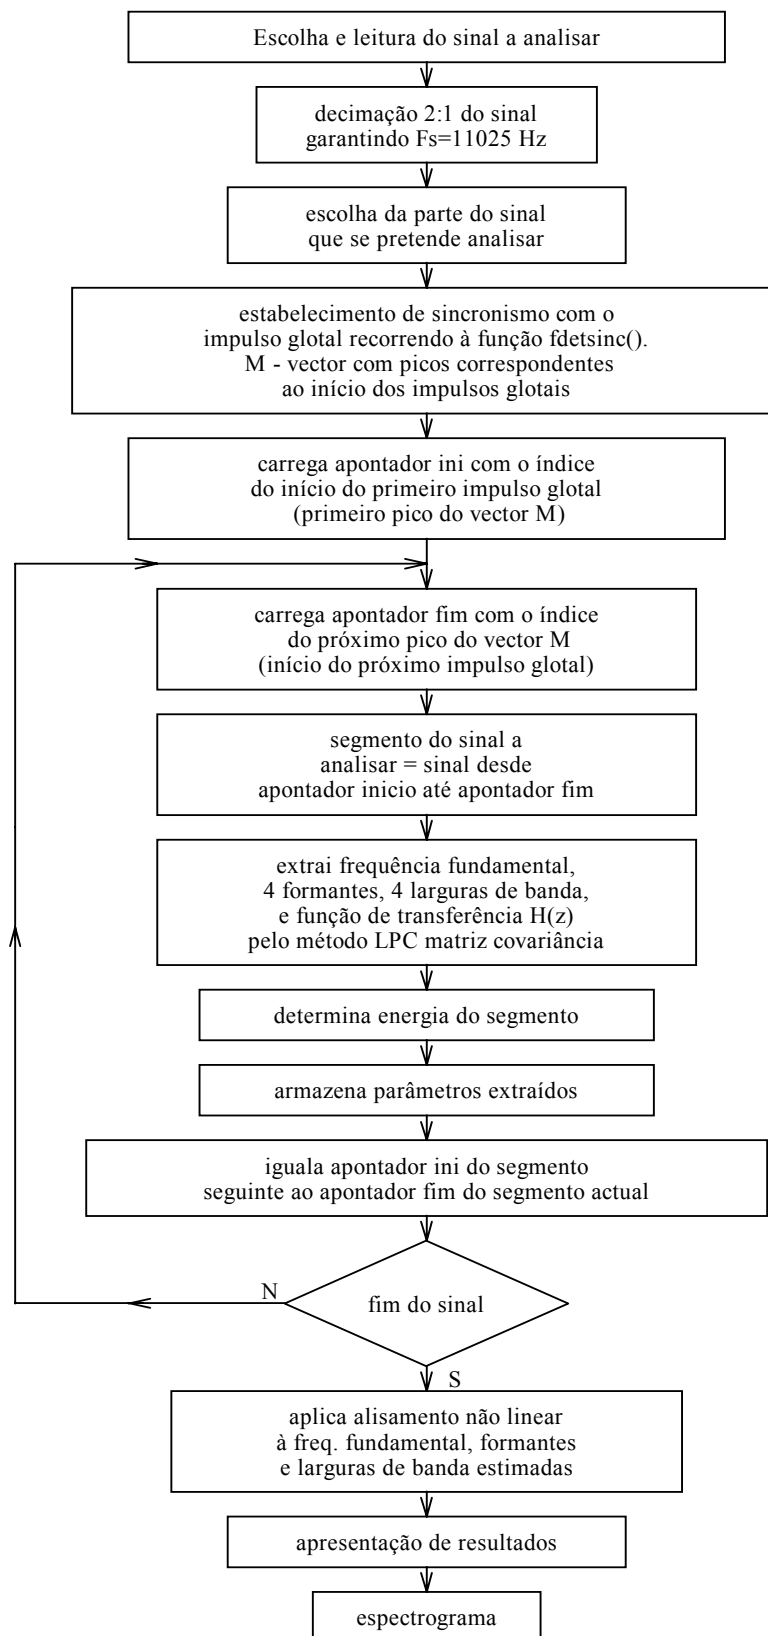 Escolha e leitura do sinal a analisar
decimação 2:1 do sinal
garantindo Fs=11025 Hz
escolha da parte do sinal
que se pretende analisar
estabelecimento de sincronismo com o
impulso glotal recorrendo à função fdetsinc().
M - vector com picos correspondentes
ao início dos impulsos glotais
carrega apontador ini com o índice
do início do primeiro impulso glotal
(primeiro pico do vector M)
carrega apontador fim com o índice
do próximo pico do vector M
(início do próximo impulso glotal)
segmento do sinal a
analisar = sinal desde
apontador inicio até apontador fim
extrai frequência fundamental,
4 formantes, 4 larguras de banda,
e função de transferência H(z)
pelo método LPC matriz covariância
determina energia do segmento
armazena parâmetros extraídos
iguala apontador ini do segmento
seguinte ao apontador fim do segmento actual
N
fim do sinal
S
aplica alisamento não linear
à freq. fundamental, formantes
e larguras de banda estimadas
apresentação de resultados
espectrograma